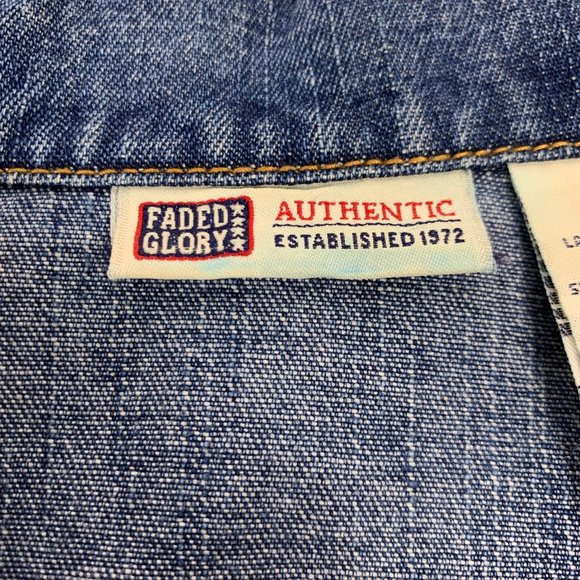 FADED
GLORY
AUTHENTIC
ESTABLISHED 1972